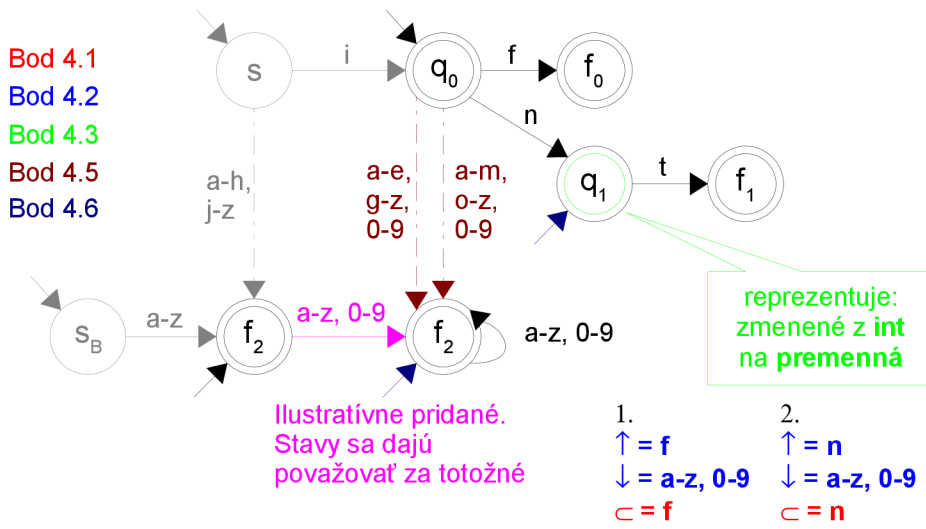 Bod 4.1
Bod 4.2
Bod 4.3
Bod 4.5
Bod 4.6
s
i
q0
f
f0
n
q1
t
f1
a-h,
j-z
a-e,
g-z,
0-9
a-m,
o-z,
0-9
sB
a-z
f2
a-z, 0-9
f2
a-z, 0-9
reprezentuje:
zmenené z int
na premenná
Ilustratívne pridané.
Stavy sa dajú
považovať za totožné
1.
↑ = f
↓ = a-z, 0-9
⊂ = f
2.
↑ = n
↓ = a-z, 0-9
⊂ = n